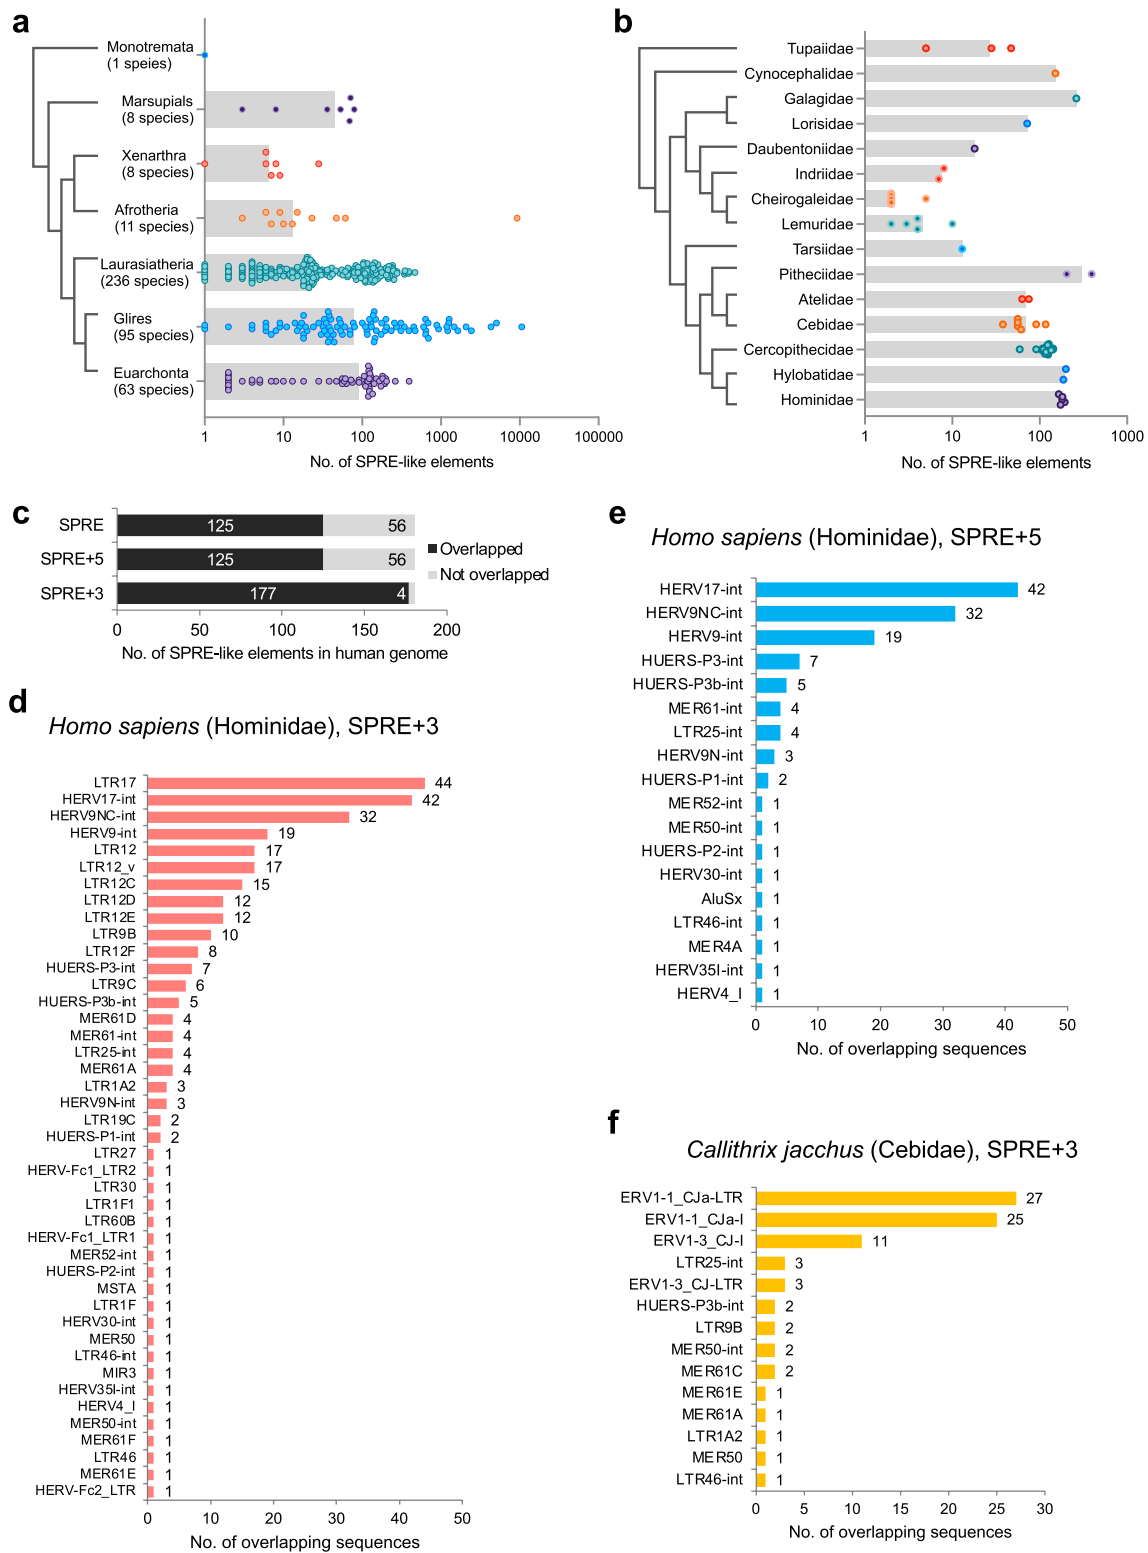 a
Monotremata
(1 speies)
Marsupials
(8 species)
Xenarthra
(8 species)
Afrotheria
(11 species)
Laurasiatheria
(236 species)
Glires
(95 species)
Euarchonta
(63 species)
1 10 100 1000 10000 100000
No. of SPRE-like elements
b
Tupaiidae
Cynocephalidae
Galagidae
Lorisidae
Daubentoniidae
Indriidae
Cheirogaleidae
Lemuridae
Tarsiidae
Pitheciidae
Atelidae
Cebidae
Cercopithecidae
Hylobatidae
Hominidae
1 10 100 1000
No. of SPRE-like elements
c
SPRE 125 56
SPRE+5 125 56
SPRE+3 177 4
Overlapped
Not overlapped
0 50 100 150 200
No. of SPRE-like elements in human genome
d
Homo sapiens (Hominidae), SPRE+3
LTR17 44
HERV17-int 42
HERV9NC-int 32
HERV9-int 19
LTR12 17
LTR12_v 17
LTR12C 15
LTR12D 12
LTR12E 12
LTR9B 10
LTR12F 8
HUERS-P3-int 7
LTR9C 6
HUERS-P3b-int 5
MER61D 4
MER61-int 4
LTR25-int 4
MER61A 4
LTR1A2 3
HERV9N-int 3
LTR19C 2
HUERS-P1-int 2
LTR27 1
HERV-Fc1_LTR2 1
LTR30 1
LTR1F1 1
LTR60B 1
HERV-Fc1_LTR1 1
MER52-int 1
HUERS-P2-int 1
MSTA 1
LTR1F 1
HERV30-int 1
MER50 1
LTR46-int 1
MIR3 1
HERV35I-int 1
HERV4_I 1
MER50-int 1
MER61F 1
LTR46 1
MER61E 1
HERV-Fc2_LTR 1
0 10 20 30 40 50
No. of overlapping sequences
e
Homo sapiens (Hominidae), SPRE+5
HERV17-int 42
HERV9NC-int 32
HERV9-int 19
HUERS-P3-int 7
HUERS-P3b-int 5
MER61-int 4
LTR25-int 4
HERV9N-int 3
HUERS-P1-int 2
MER52-int 1
MER50-int 1
HUERS-P2-int 1
HERV30-int 1
AluSx 1
LTR46-int 1
MER4A 1
HERV35I-int 1
HERV4_I 1
0 10 20 30 40 50
No. of overlapping sequences
f
Callithrix jacchus (Cebidae), SPRE+3
ERV1-1_CJa-LTR 27
ERV1-1_CJa-I 25
ERV1-3_CJ-I 11
LTR25-int 3
ERV1-3_CJ-LTR 3
HUERS-P3b-int 2
LTR9B 2
MER50-int 2
MER61C 2
MER61E 1
MER61A 1
LTR1A2 1
MER50 1
LTR46-int 1
0 5 10 15 20 25 30
No. of overlapping sequences